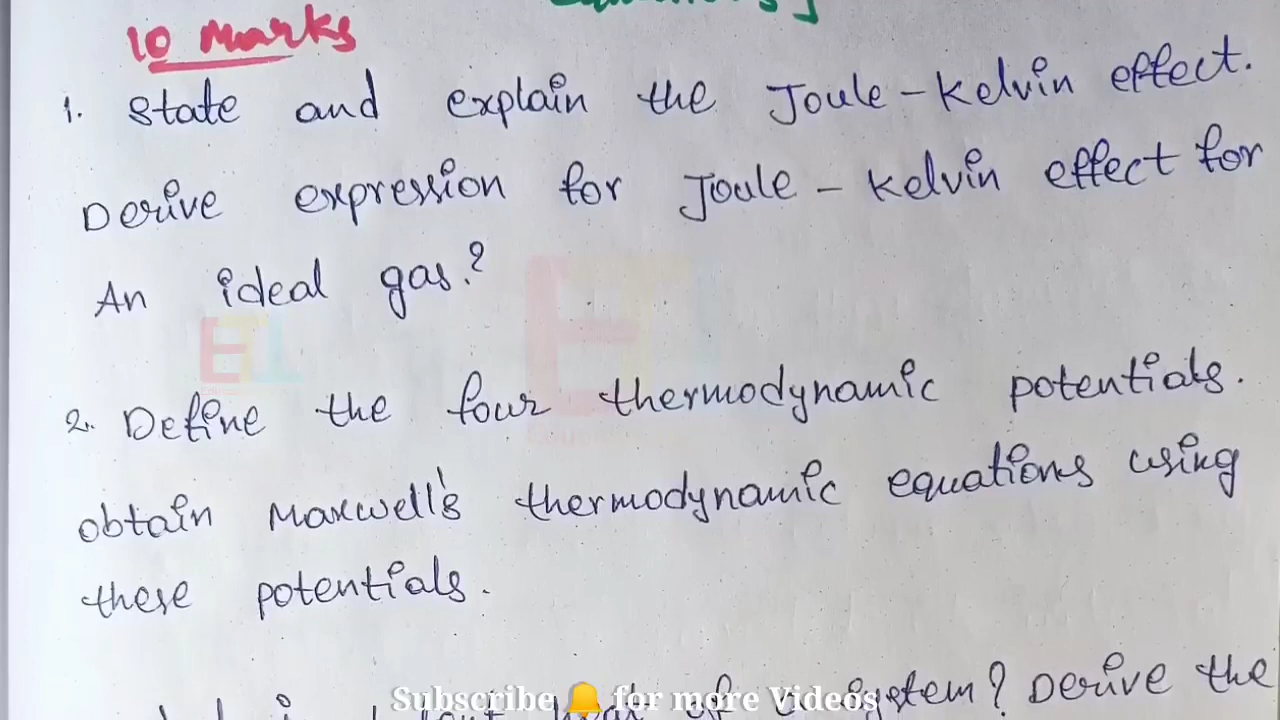 10 Marks
1. State and explain the Joule-Kelvin effect.
Derive expression for Joule - Kelvin effect for
An ideal gas?
2. Define the four thermodynamic potentials.
obtain Maxwell's thermodynamic equations using
these potentials.
of a system? Derive the
Subscribe 🔔 for more Videos